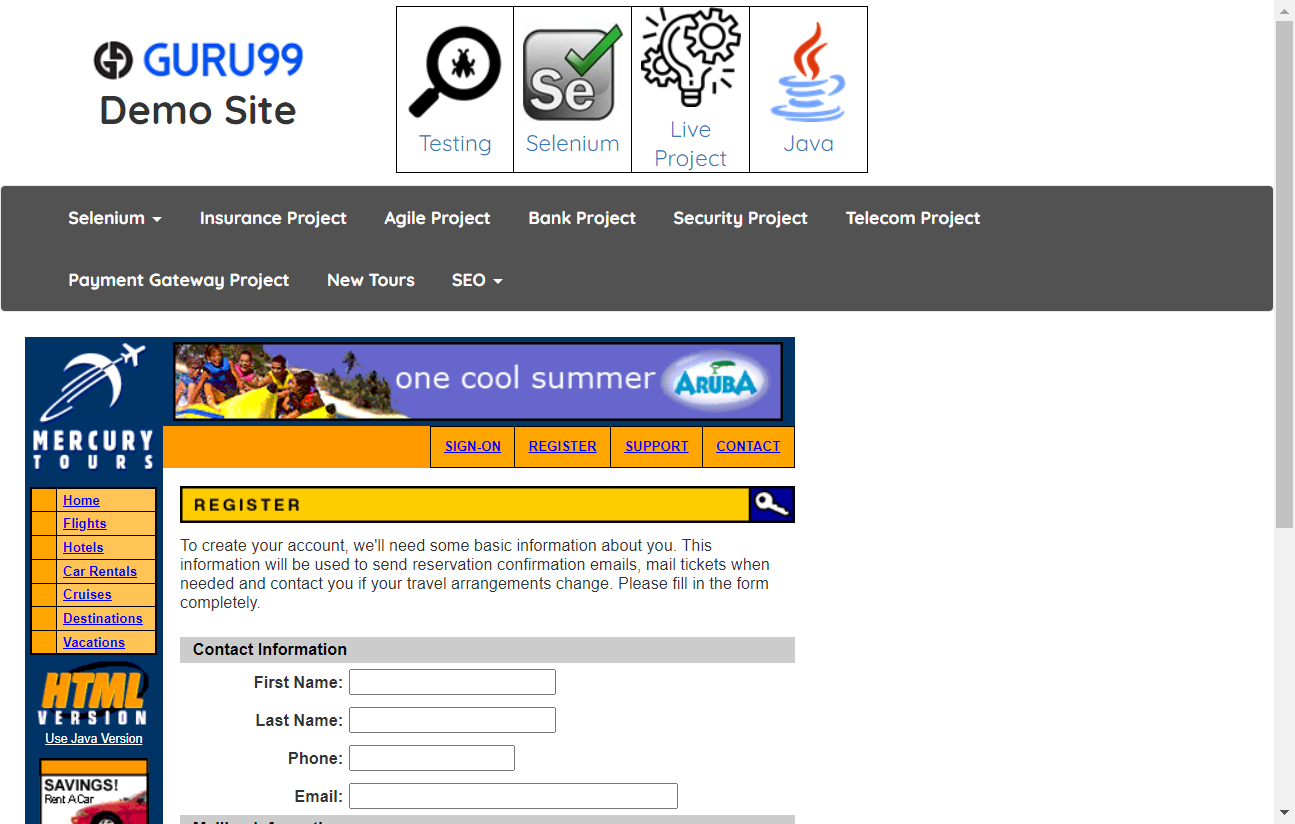 GURU99
Demo Site
Testing
Se
Selenium
Live
Project
Java
Selenium
Insurance Project
Agile Project
Bank Project
Security Project
Telecom Project
Payment Gateway Project
New Tours
SEO
MERCURY
TOURS
one cool summer
ARUBA
SIGN-ON
REGISTER
SUPPORT
CONTACT
Home
Flights
Hotels
Car Rentals
Cruises
Destinations
Vacations
HTML
VERSION
Use Java Version
SAVINGS!
Rent A Car
REGISTER
To create your account, we'll need some basic information about you. This
information will be used to send reservation confirmation emails, mail tickets when
needed and contact you if your travel arrangements change. Please fill in the form
completely.
Contact Information
First Name:
Last Name:
Phone:
Email: